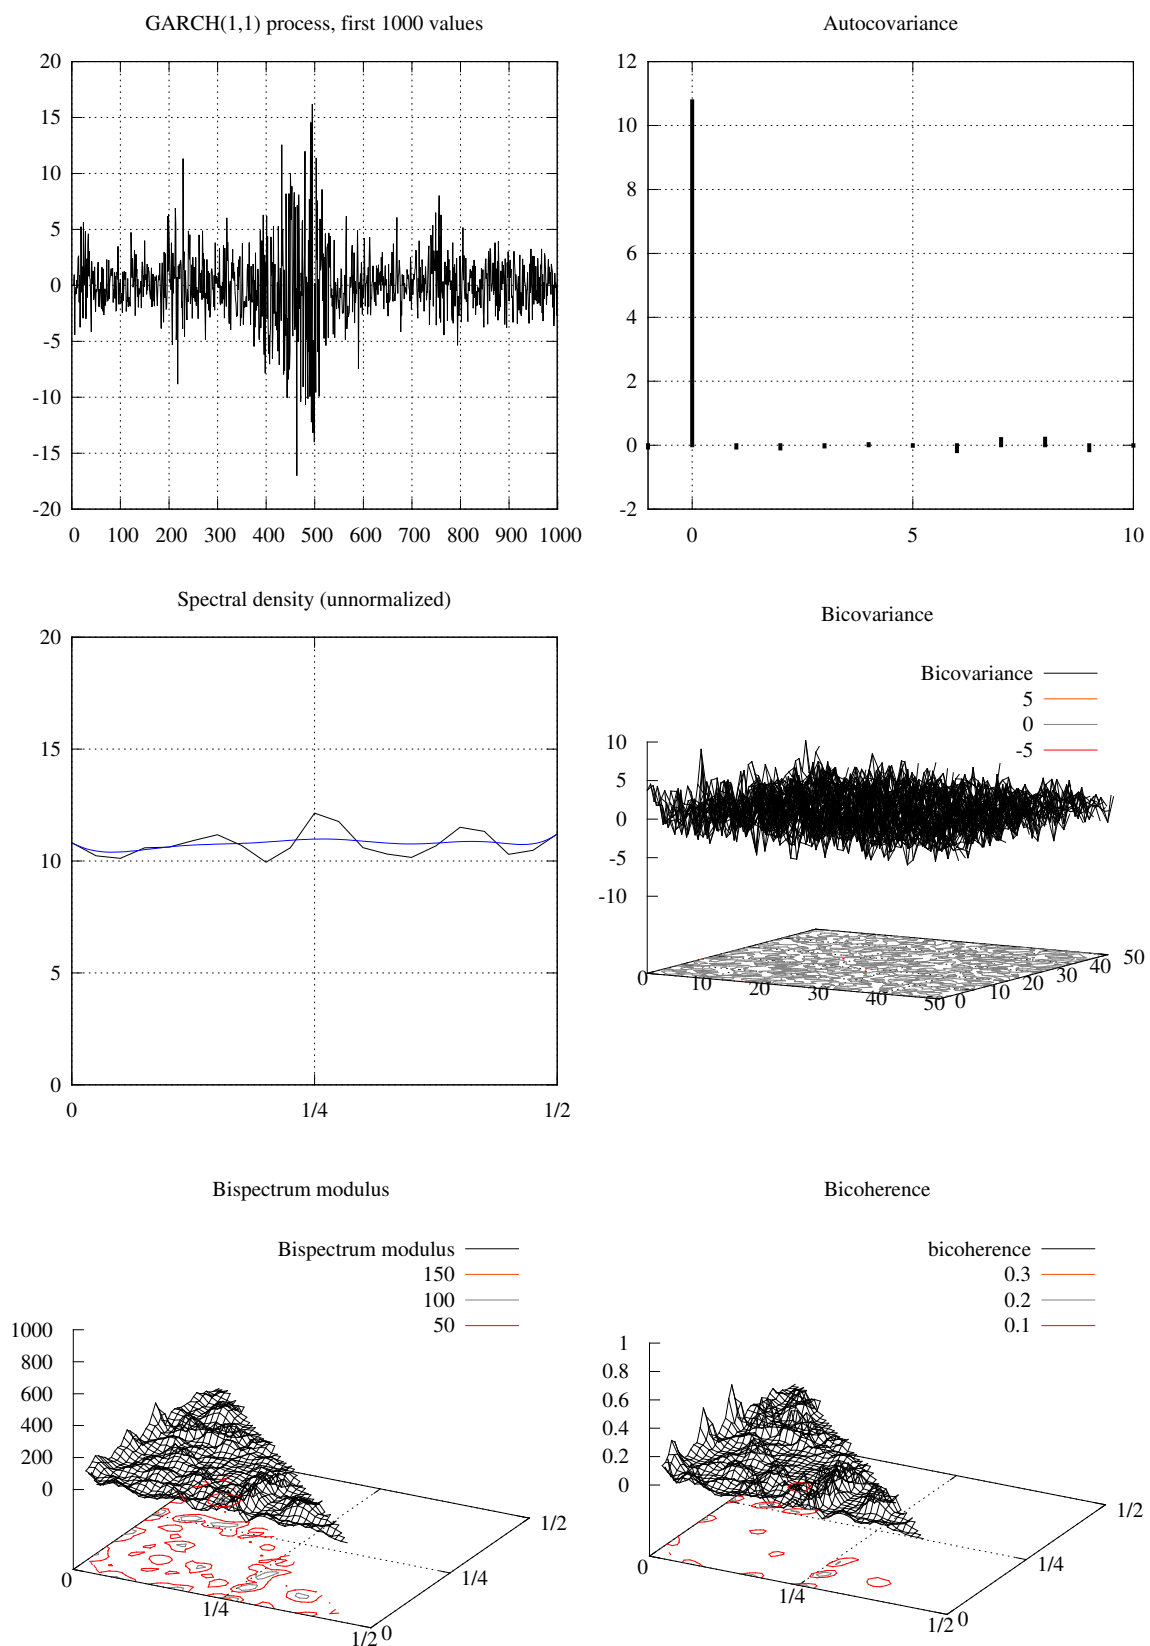 GARCH(1,1) process, first 1000 values
20
15
10
5
0
-5
-10
-15
-20
0 100 200 300 400 500 600 700 800 900 1000
Autocovariance
12
10
8
6
4
2
0
-2
0 5 10
Spectral density (unnormalized)
20
15
10
5
0
0 1/4 1/2
Bicovariance
Bicovariance
5
0
-5
10
5
0
-5
-10
0 10 20 30 40 50
0 10 20 30 40 50
Bispectrum modulus
Bispectrum modulus
150
100
50
1000
800
600
400
200
0
0 1/4 1/2
0 1/4 1/2
Bicoherence
bicoherence
0.3
0.2
0.1
1
0.8
0.6
0.4
0.2
0
0 1/4 1/2
0 1/4 1/2